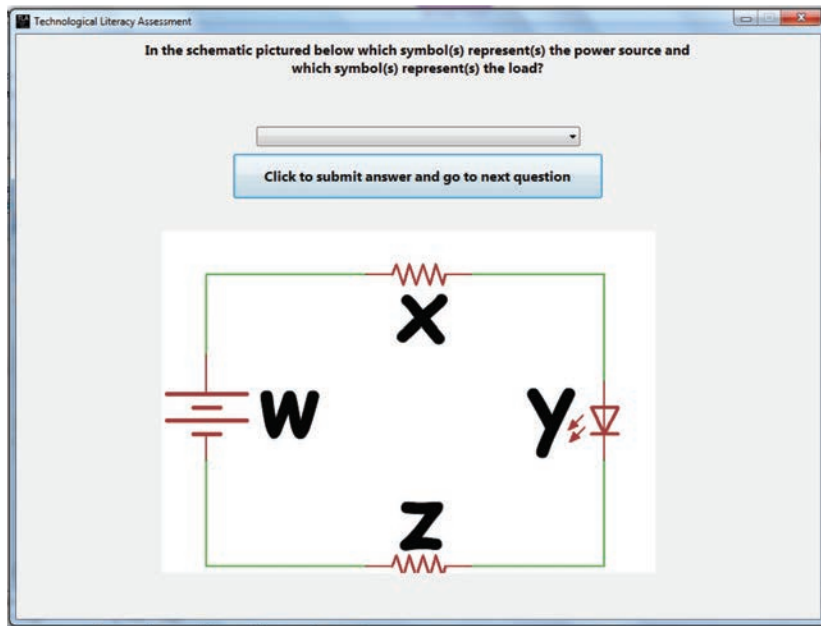 Technological Literacy Assessment
In the schematic pictured below which symbol(s) represent(s) the power source and
which symbol(s) represent(s) the load?
Click to submit answer and go to next question
X
W
y
Z